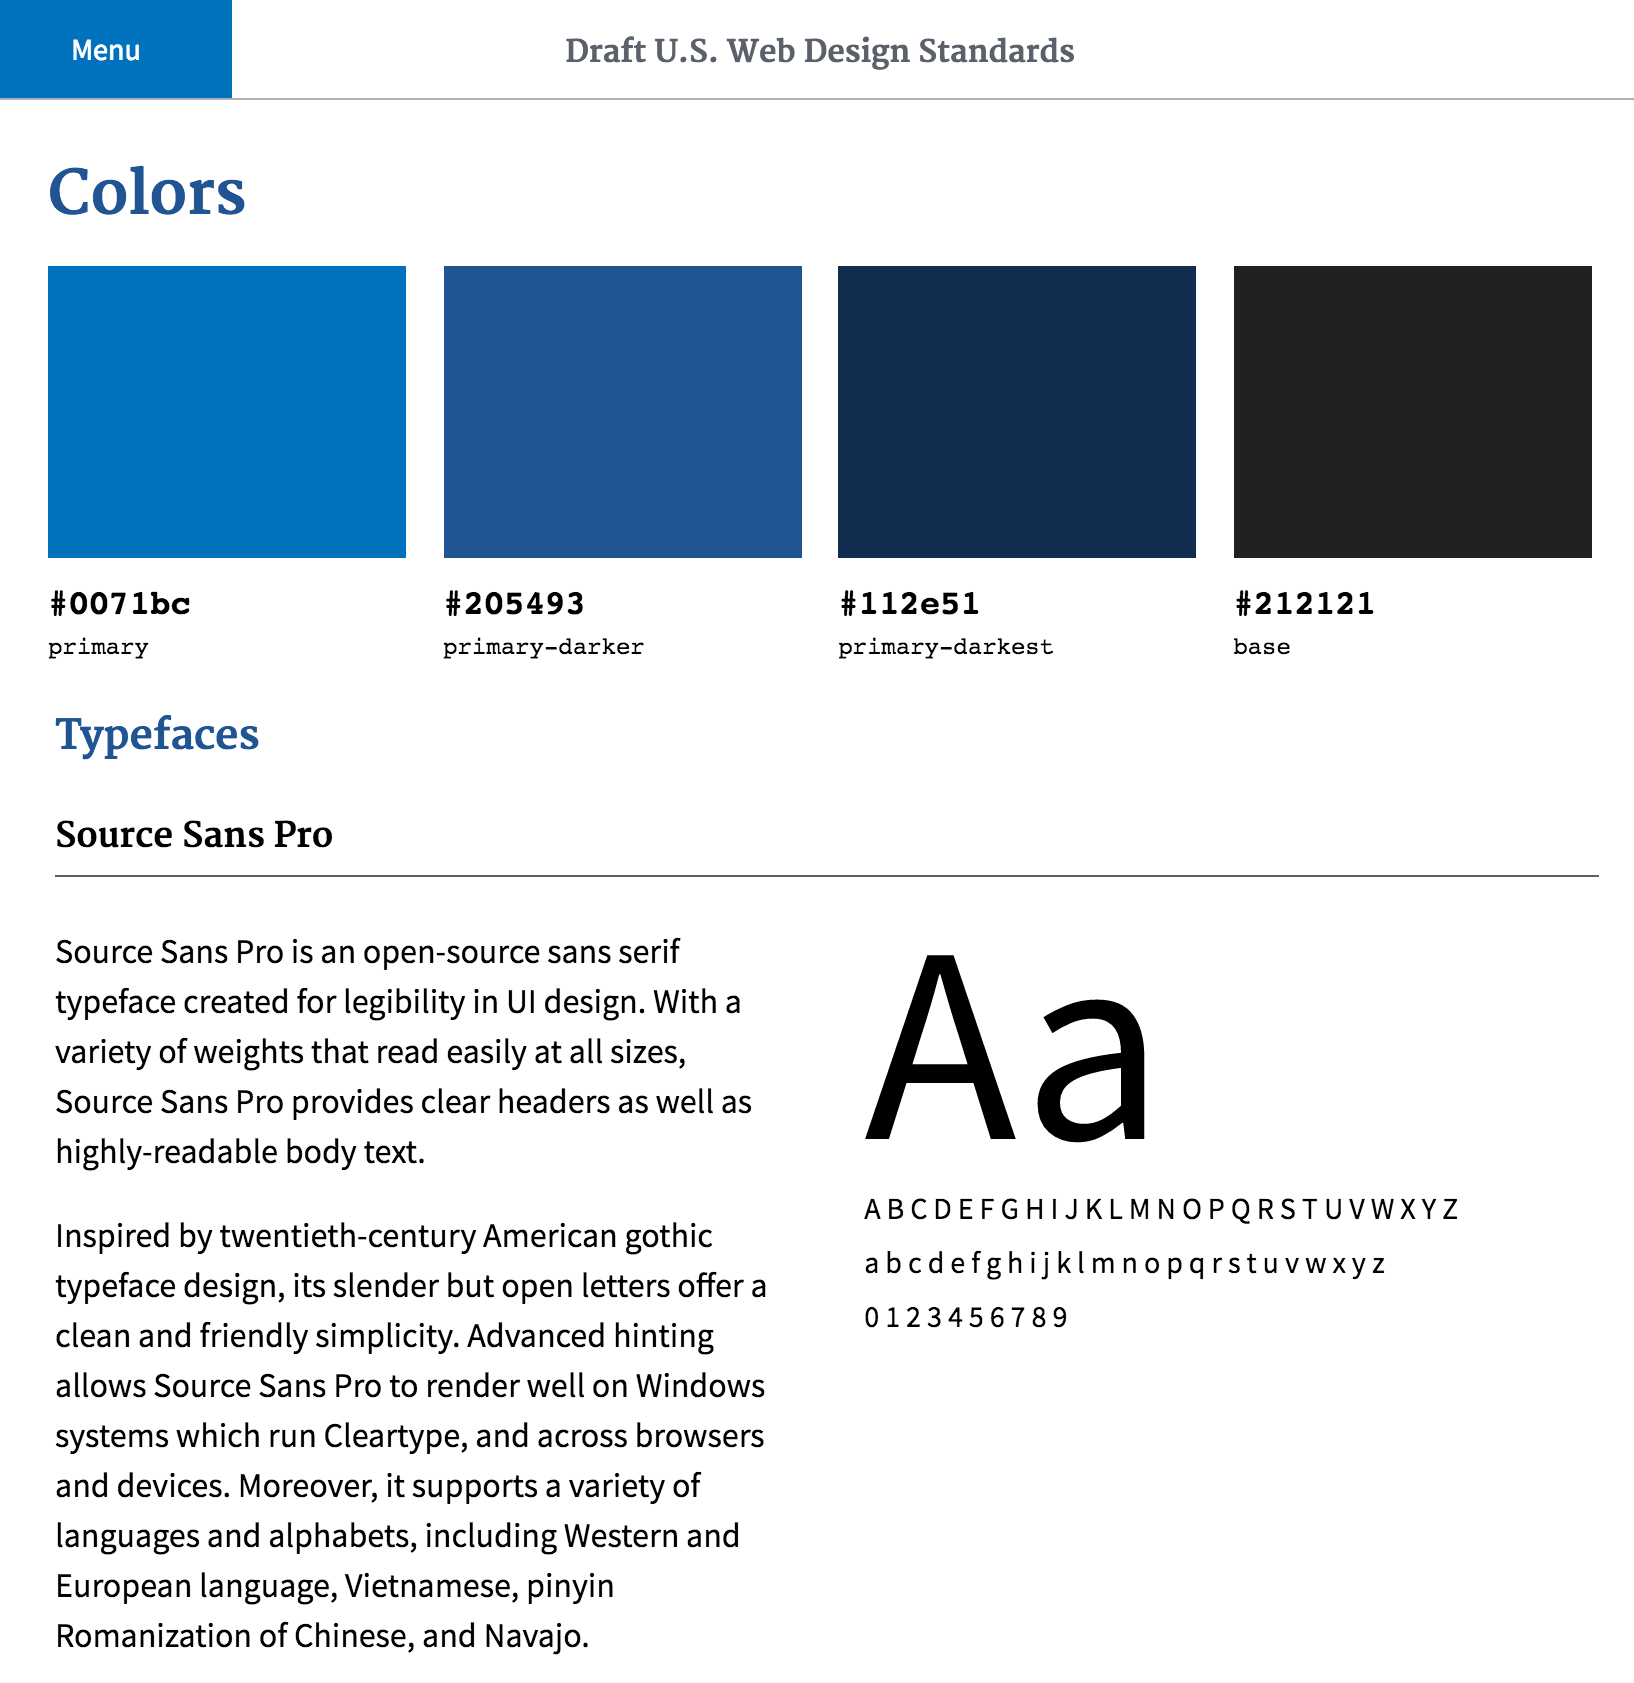 Menu
Draft U.S. Web Design Standards
Colors
#0071bc
primary
#205493
primary-darker
#112e51
primary-darkest
#212121
base
Typefaces
Source Sans Pro
Source Sans Pro is an open-source sans serif
typeface created for legibility in UI design. With a
variety of weights that read easily at all sizes,
Source Sans Pro provides clear headers as well as
highly-readable body text.
Inspired by twentieth-century American gothic
typeface design, its slender but open letters offer a
clean and friendly simplicity. Advanced hinting
allows Source Sans Pro to render well on Windows
systems which run Cleartype, and across browsers
and devices. Moreover, it supports a variety of
languages and alphabets, including Western and
European language, Vietnamese, pinyin
Romanization of Chinese, and Navajo.
Aa
A B C D E F G H I J K L M N O P Q R S T U V W X Y Z
a b c d e f g h i j k l m n o p q r s t u v w x y z
0 1 2 3 4 5 6 7 8 9